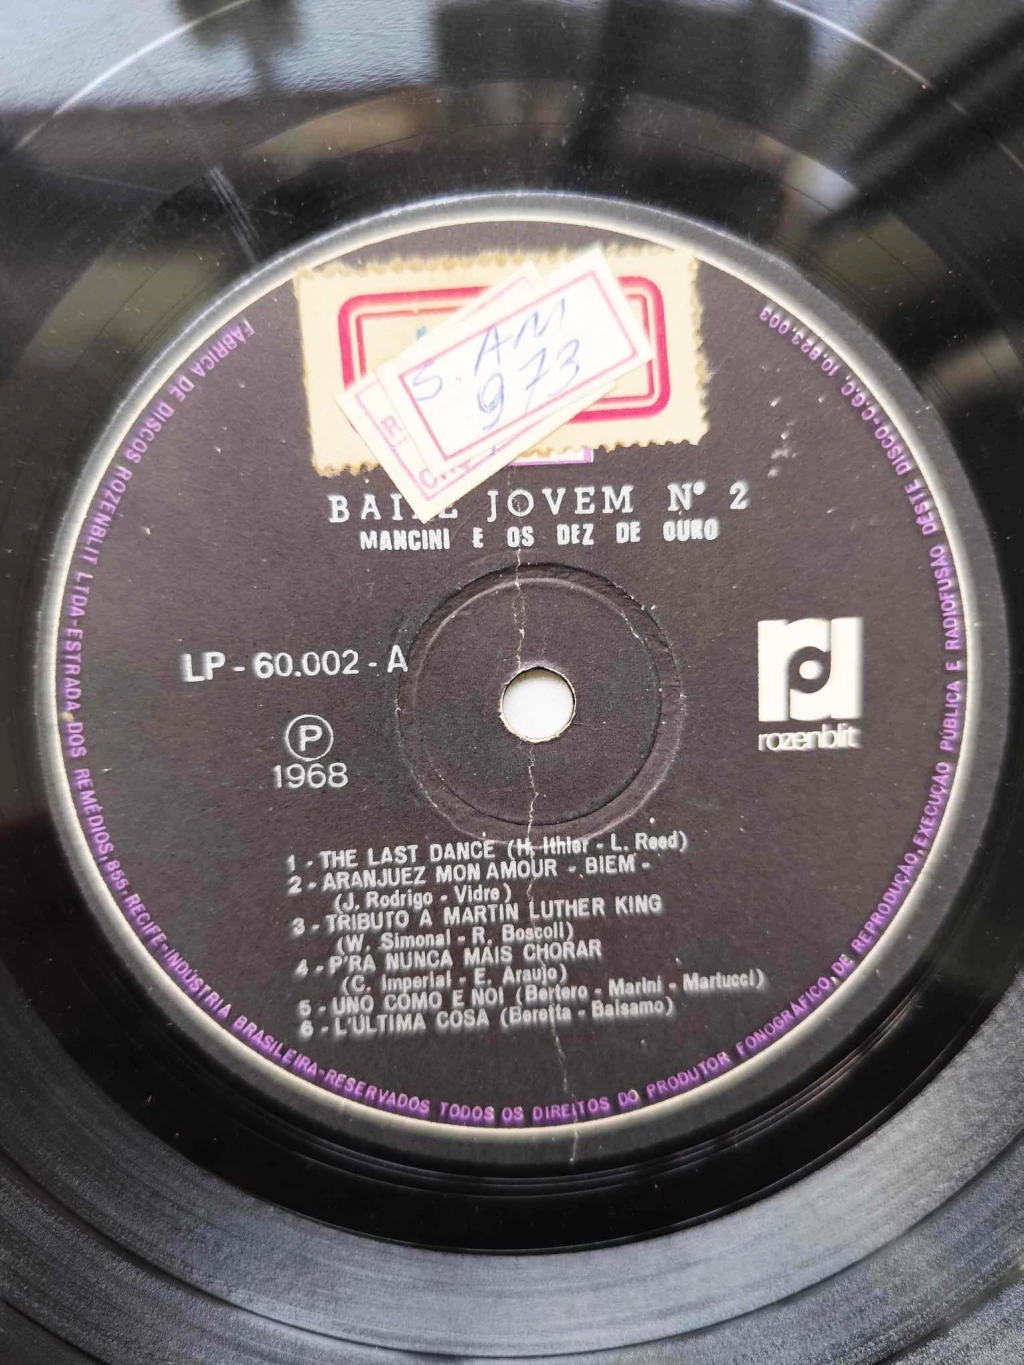 S. AM
973
BAILE JOVEM Nº 2
MANCINI E OS DEZ DE OURO
LP - 60.002 - A
P
1968
rozenblit
1 - THE LAST DANCE (H. Ithier - L. Reed)
2 - ARANJUEZ MON AMOUR - BIEM -
(J. Rodrigo - Vidre)
3 - TRIBUTO A MARTIN LUTHER KING
(W. Simonal - R. Boscoli)
4 - P'RA NUNCA MAIS CHORAR
(C. Imperial - E. Araujo)
5 - UNO COMO E NOI (Bertero - Marini - Martucci)
6 - L'ULTIMA COSA (Beretta - Balsamo)
FABRICA DE DISCOS ROZENBLIT LTDA-ESTRADA DOS REMÉDIOS, 855-RECIFE-INDÚSTRIA BRASILEIRA-RESERVADOS TODOS OS DIREITOS DO PRODUTOR FONOGRAFICO, DE REPRODUÇÃO, EXECUÇÃO PUBLICA E RADIOFUSÃO DESTE DISCO-C.G.C. 10.823.003